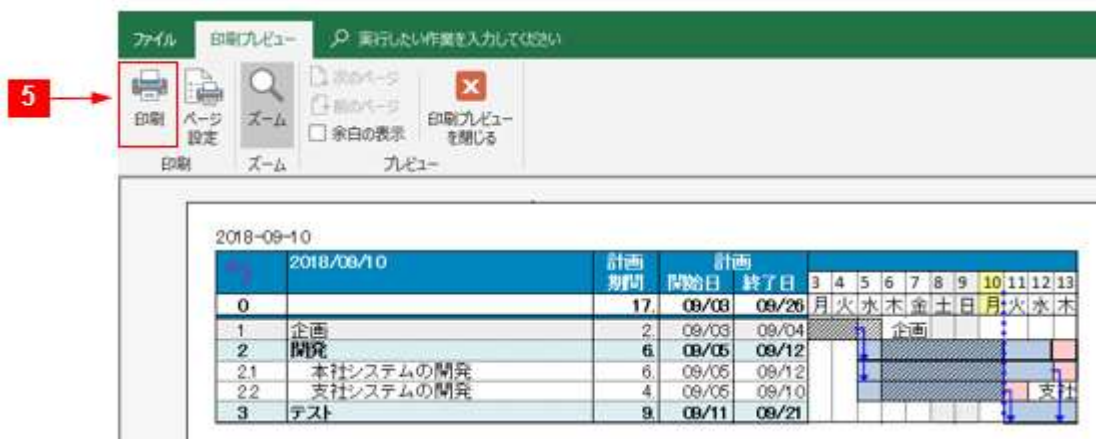 ファイル 印刷プレビュー 実行したい作業を入力してください
5
印刷 ページ設定 ズーム 次のページ
前のページ
余白の表示
印刷プレビューを閉じる
印刷 ズーム プレビュー
2018-09-10
2018/09/10 計画期間 計画
開始日 終了日 3 4 5 6 7 8 9 10 11 12 13
0 17. 09/03 09/26 月 火 水 木 金 土 日 月 火 水 木
1 企画 2. 09/03 09/04 企画
2 開発 6. 09/05 09/12
2.1 本社システムの開発 6. 09/05 09/12
2.2 支社システムの開発 4. 09/05 09/10 支社
3 テスト 9. 09/11 09/21